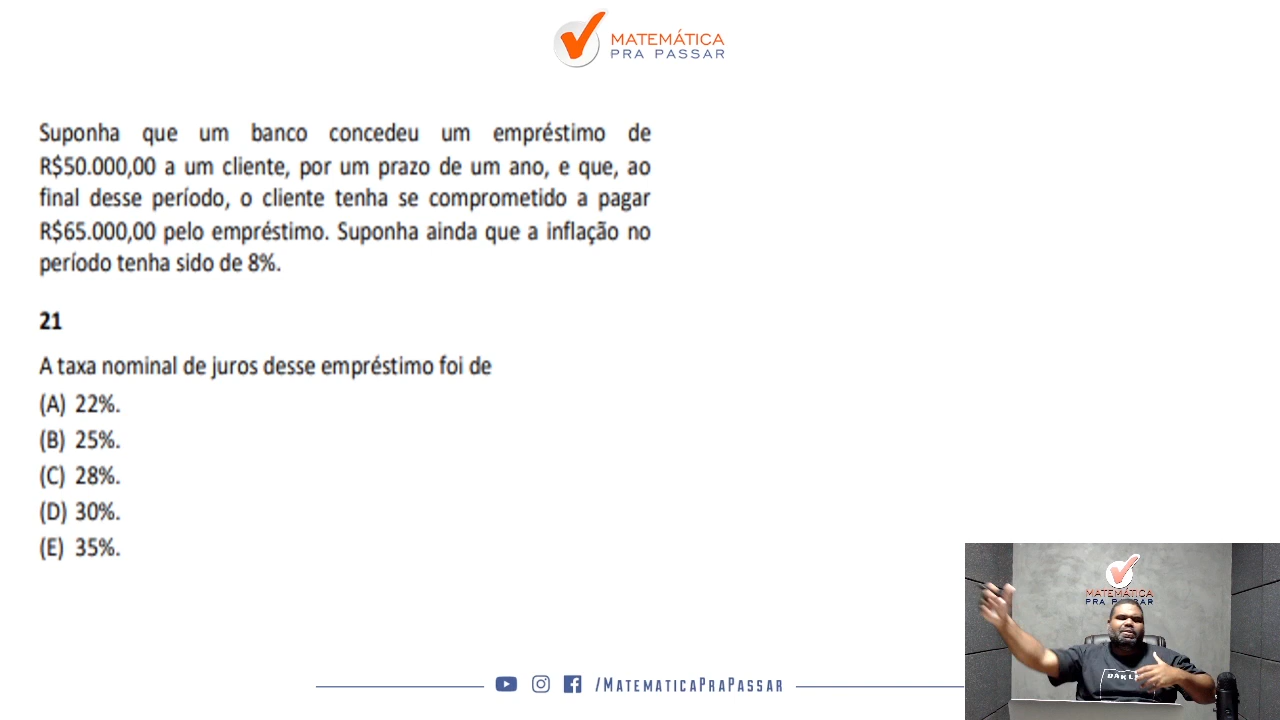 MATEMÁTICA
PRA PASSAR
Suponha que um banco concedeu um empréstimo de
R$50.000,00 a um cliente, por um prazo de um ano, e que, ao
final desse período, o cliente tenha se comprometido a pagar
R$65.000,00 pelo empréstimo. Suponha ainda que a inflação no
período tenha sido de 8%.
21
A taxa nominal de juros desse empréstimo foi de
(A) 22%.
(B) 25%.
(C) 28%.
(D) 30%.
(E) 35%.
MATEMÁTICA
/MATEMATICAPRAPASSAR